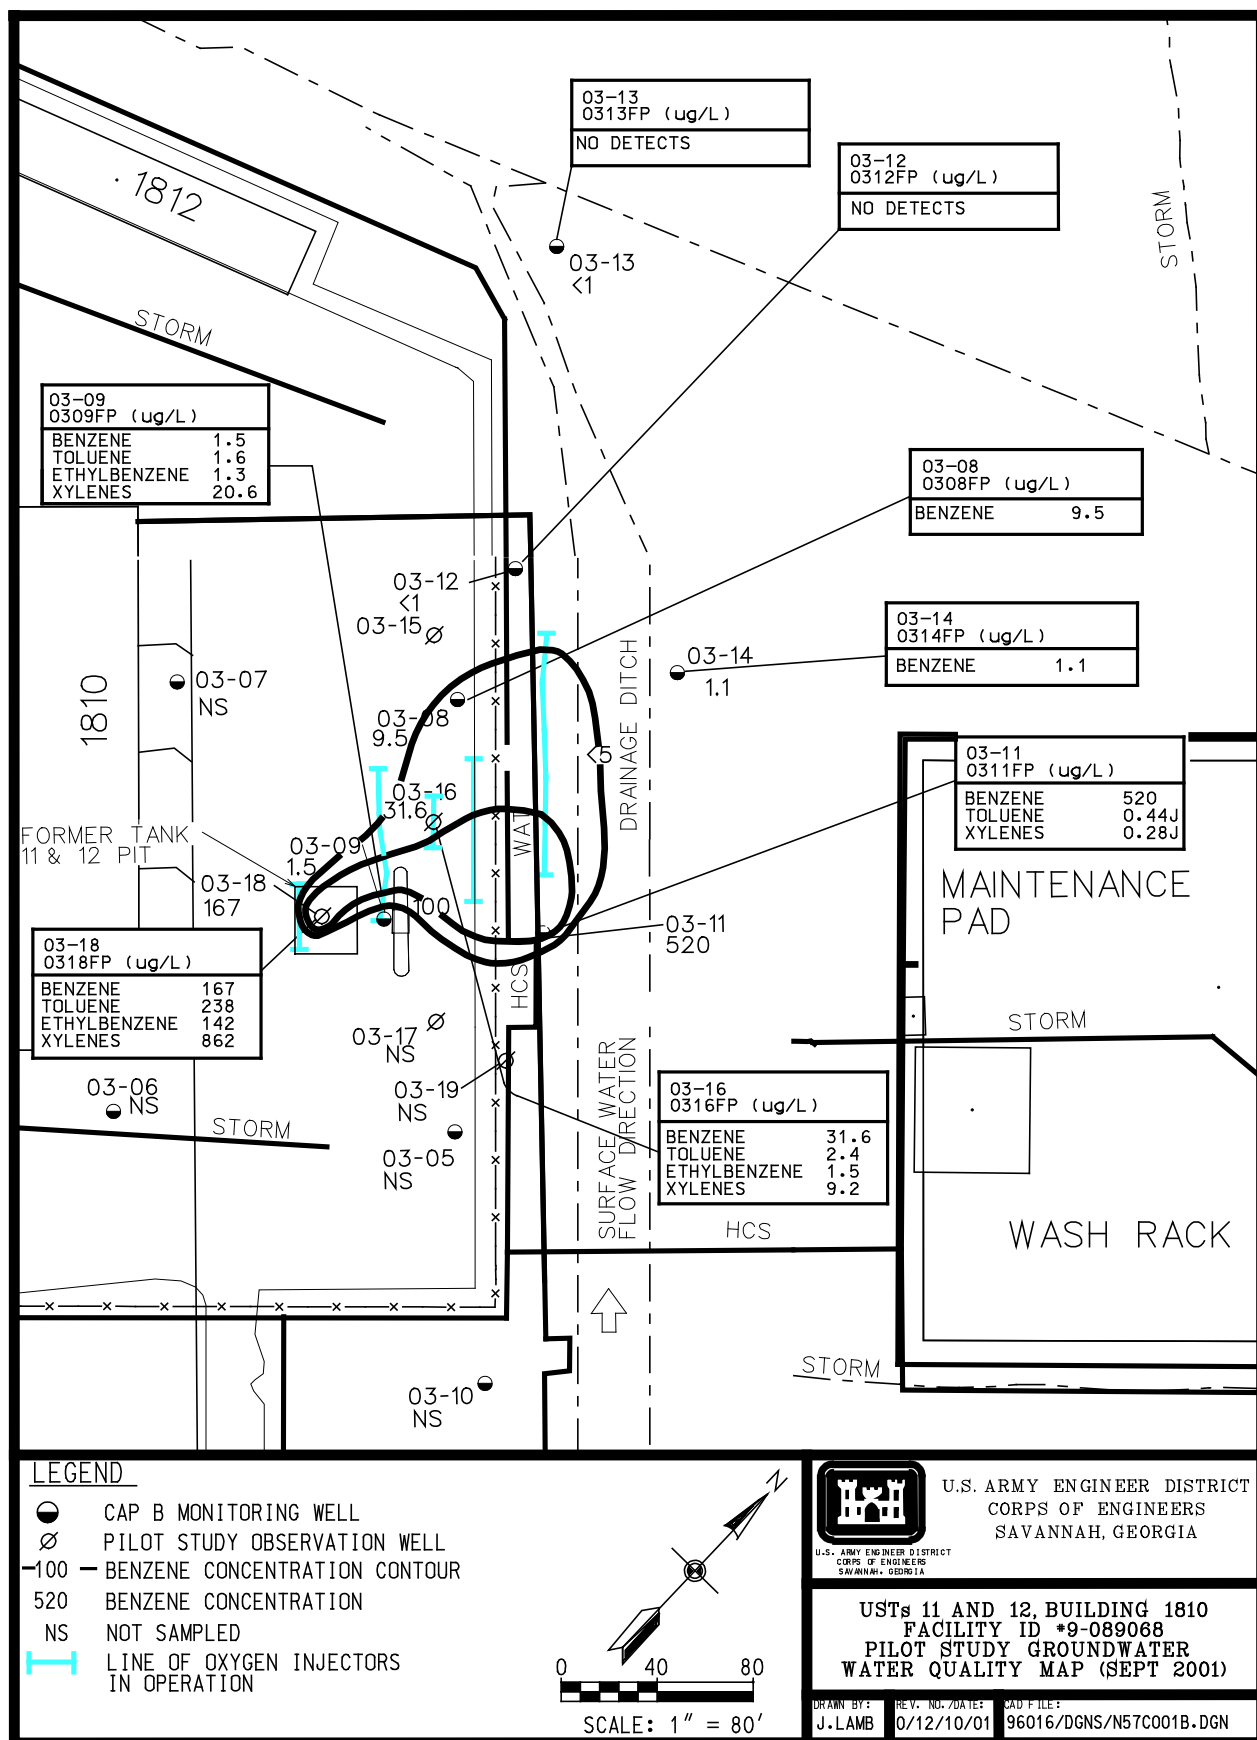 03-13
0313FP (ug/L)
NO DETECTS
03-12
0312FP (ug/L)
NO DETECTS
1812
STORM
03-13
<1
STORM
03-09
0309FP (ug/L)
BENZENE 1.5
TOLUENE 1.6
ETHYLBENZENE 1.3
XYLENES 20.6
03-08
0308FP (ug/L)
BENZENE 9.5
03-12
<1
03-15
03-14
0314FP (ug/L)
BENZENE 1.1
03-14
1.1
03-07
NS
1810
03-08
9.5
<5
DRAINAGE DITCH
03-11
0311FP (ug/L)
BENZENE 520
TOLUENE 0.44J
XYLENES 0.28J
03-16
31.6
WAT
FORMER TANK
11 & 12 PIT
03-09
1.5
03-18
167
100
03-11
520
MAINTENANCE
PAD
03-18
0318FP (ug/L)
BENZENE 167
TOLUENE 238
ETHYLBENZENE 142
XYLENES 862
HCS
STORM
03-17
NS
03-19
NS
03-06
NS
STORM
03-05
NS
SURFACE WATER
FLOW DIRECTION
03-16
0316FP (ug/L)
BENZENE 31.6
TOLUENE 2.4
ETHYLBENZENE 1.5
XYLENES 9.2
HCS
WASH RACK
STORM
03-10
NS
LEGEND
CAP B MONITORING WELL
PILOT STUDY OBSERVATION WELL
100 BENZENE CONCENTRATION CONTOUR
520 BENZENE CONCENTRATION
NS NOT SAMPLED
LINE OF OXYGEN INJECTORS
IN OPERATION
N
0 40 80
SCALE: 1" = 80'
U.S. ARMY ENGINEER DISTRICT
CORPS OF ENGINEERS
SAVANNAH, GEORGIA
U.S. ARMY ENGINEER DISTRICT
CORPS OF ENGINEERS
SAVANNAH, GEORGIA
USTs 11 AND 12, BUILDING 1810
FACILITY ID #9-089068
PILOT STUDY GROUNDWATER
WATER QUALITY MAP (SEPT 2001)
DRAWN BY:
J.LAMB
REV. NO./DATE:
0/12/10/01
CAD FILE:
96016/DGNS/N57C001B.DGN